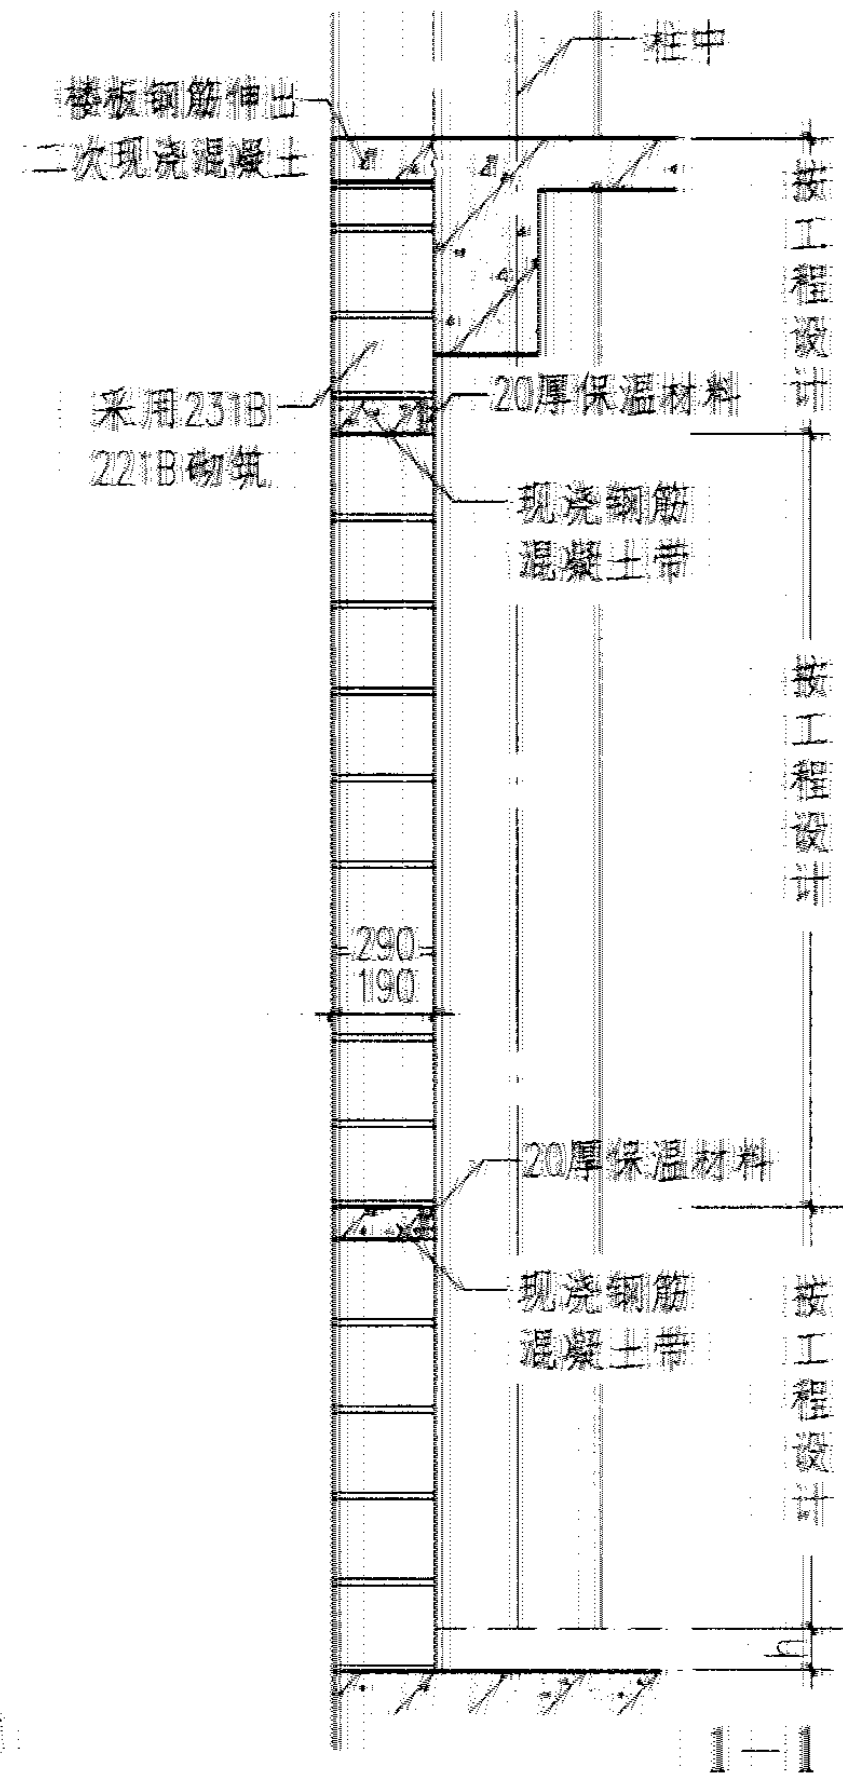 柱中
楼板钢筋伸出
二次现浇混凝土
按工程设计
采用231B
221B砌筑
20厚保温材料
现浇钢筋
混凝土带
按工程设计
290
190
20厚保温材料
现浇钢筋
混凝土带
按工程设计
h
1—1